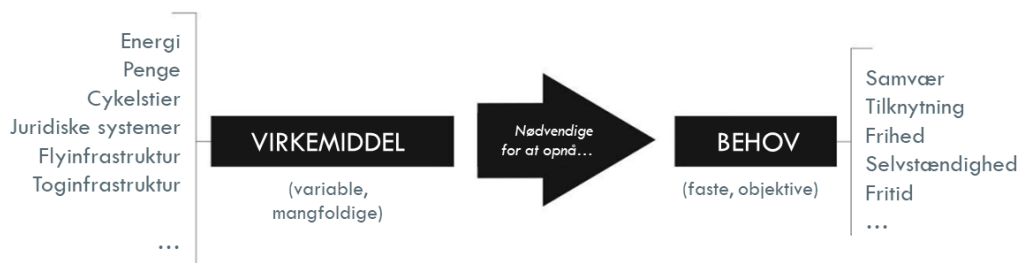 Energi
Penge
Cykelstier
Juridiske systemer
Flyinfrastruktur
Toginfrastruktur
...
VIRKEMIDDEL
(variable,
mangfoldige)
Nødvendige
for at opnå...
BEHOV
(faste, objektive)
Samvær
Tilknytning
Frihed
Selvstændighed
Fritid
...